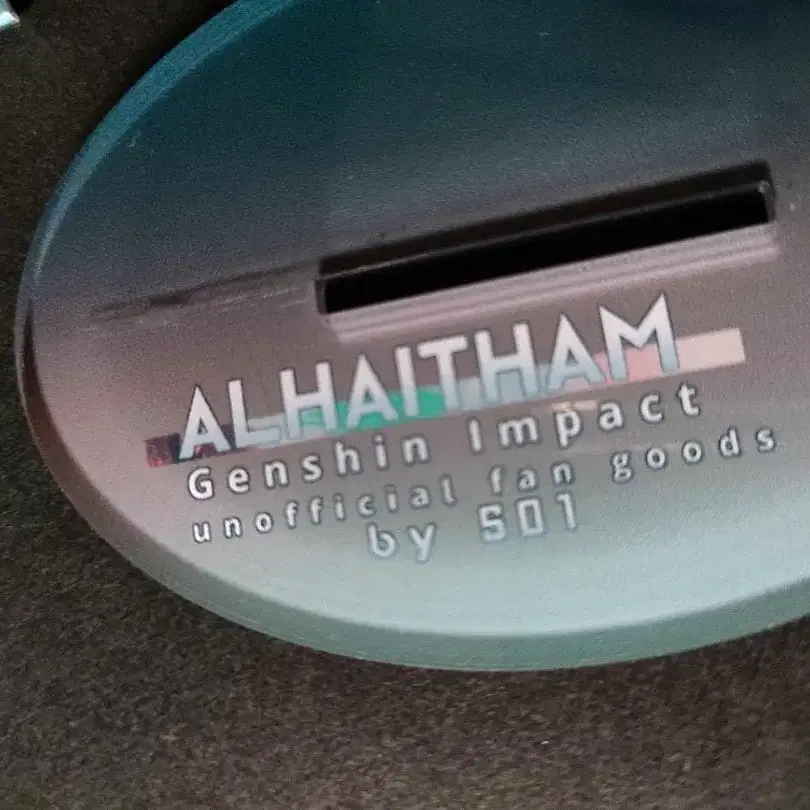 ALHAITHAM
Genshin Impact
unofficial fan goods
by 501